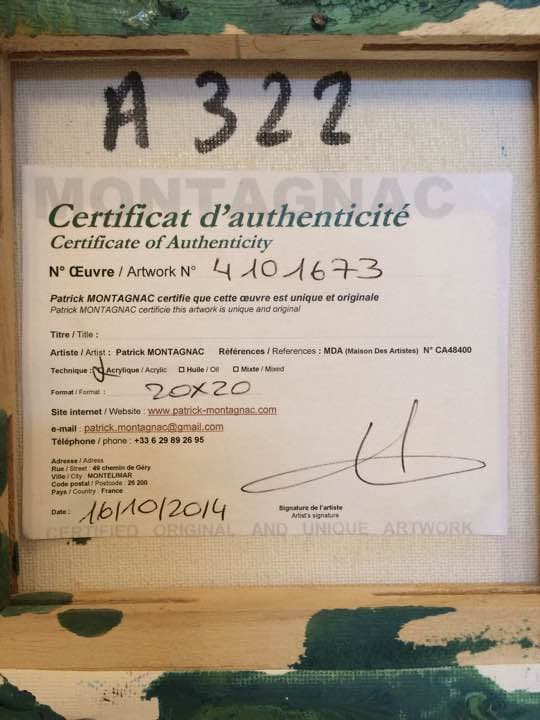 A 322
MONTAGNAC
Certificat d'authenticité
Certificate of Authenticity
N° Œuvre / Artwork N° 4101673
Patrick MONTAGNAC certifie que cette œuvre est unique et originale
Patrick MONTAGNAC certificie this artwork is unique and original
Titre / Title :
Artiste / Artist : Patrick MONTAGNAC Références / References : MDA (Maison Des Artistes) N° CA48400
Technique : Acrylique / Acrylic Huile / Oil Mixte / Mixed
Format / Format : 20x20
Site internet / Website : www.patrick-montagnac.com
e-mail : patrick.montagnac@gmail.com
Téléphone / phone : +33 6 29 89 26 95
Adresse / Adress
Rue / Street : 49 chemin de Géry
Ville / City : MONTELIMAR
Code postal / Postcode : 26 200
Pays / Country : France
Date : 16/10/2014
Signature de l'artiste
Artist's signature
CERTIFIED ORIGINAL AND UNIQUE ARTWORK